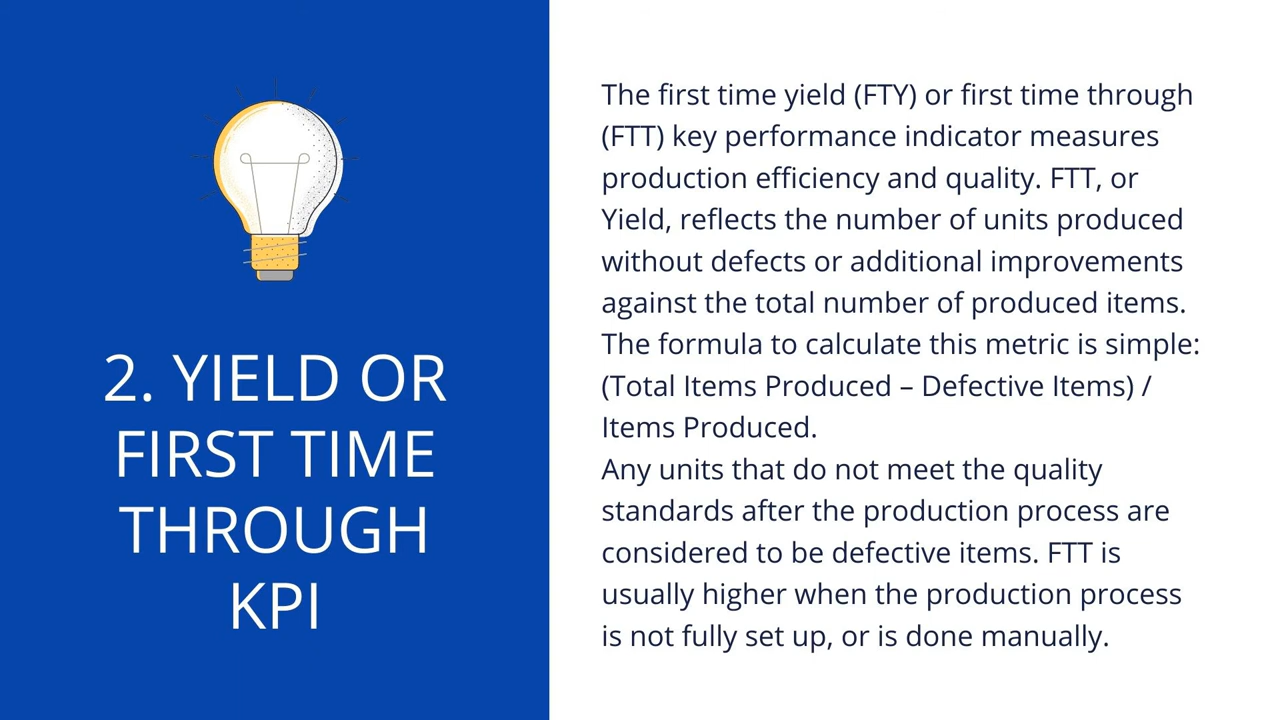 2. YIELD OR
FIRST TIME
THROUGH
KPI
The first time yield (FTY) or first time through
(FTT) key performance indicator measures
production efficiency and quality. FTT, or
Yield, reflects the number of units produced
without defects or additional improvements
against the total number of produced items.
The formula to calculate this metric is simple:
(Total Items Produced – Defective Items) /
Items Produced.
Any units that do not meet the quality
standards after the production process are
considered to be defective items. FTT is
usually higher when the production process
is not fully set up, or is done manually.